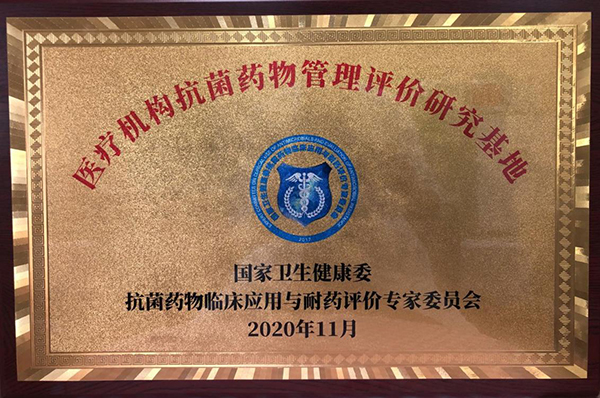 医疗机构抗菌药物管理评价研究基地
2017
国家卫生健康委
抗菌药物临床应用与耐药评价专家委员会
2020年11月